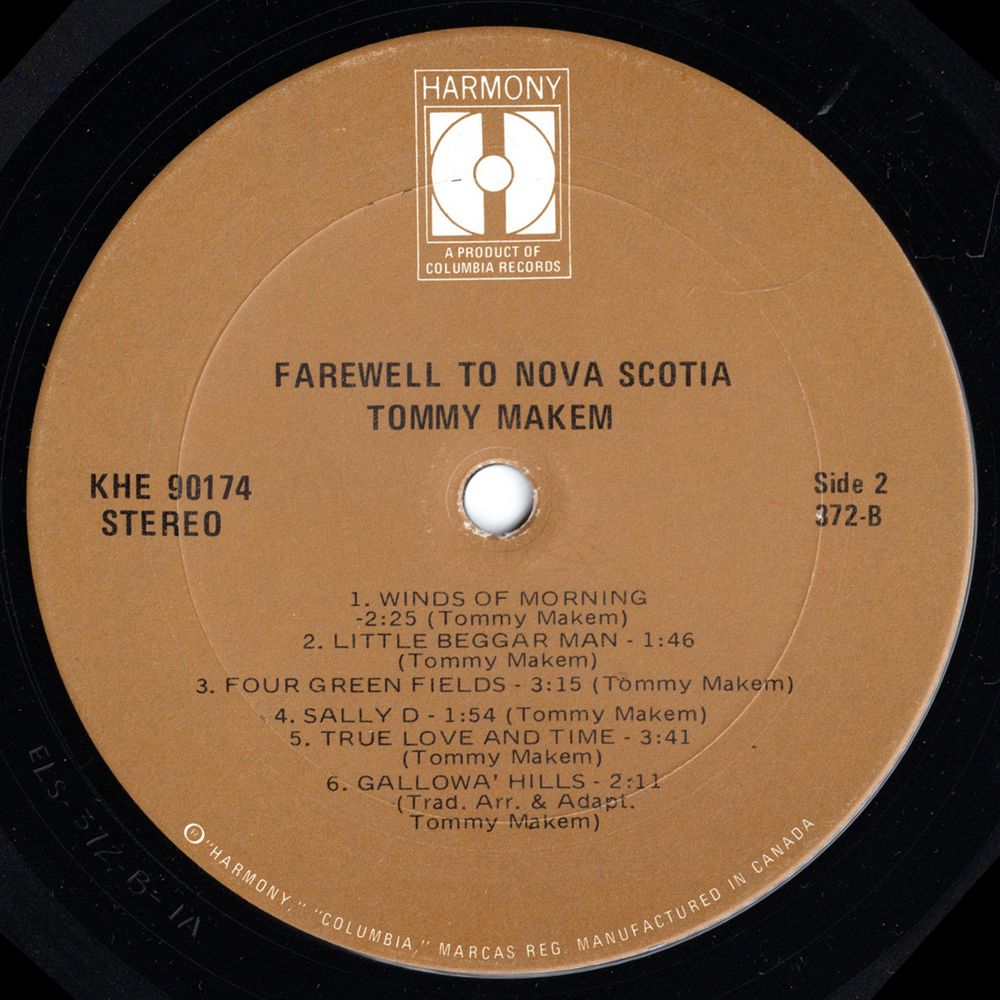 HARMONY
A PRODUCT OF
COLUMBIA RECORDS
FAREWELL TO NOVA SCOTIA
TOMMY MAKEM
KHE 90174
STEREO
Side 2
372-B
1. WINDS OF MORNING
-2:25 (Tommy Makem)
2. LITTLE BEGGAR MAN - 1:46
(Tommy Makem)
3. FOUR GREEN FIELDS - 3:15 (Tommy Makem)
4. SALLY D - 1:54 (Tommy Makem)
5. TRUE LOVE AND TIME - 3:41
(Tommy Makem)
6. GALLOWA' HILLS - 2:11
(Trad. Arr. & Adapt.
Tommy Makem)
® "HARMONY," "COLUMBIA," MARCAS REG. MANUFACTURED IN CANADA
ELS-372-B-1A